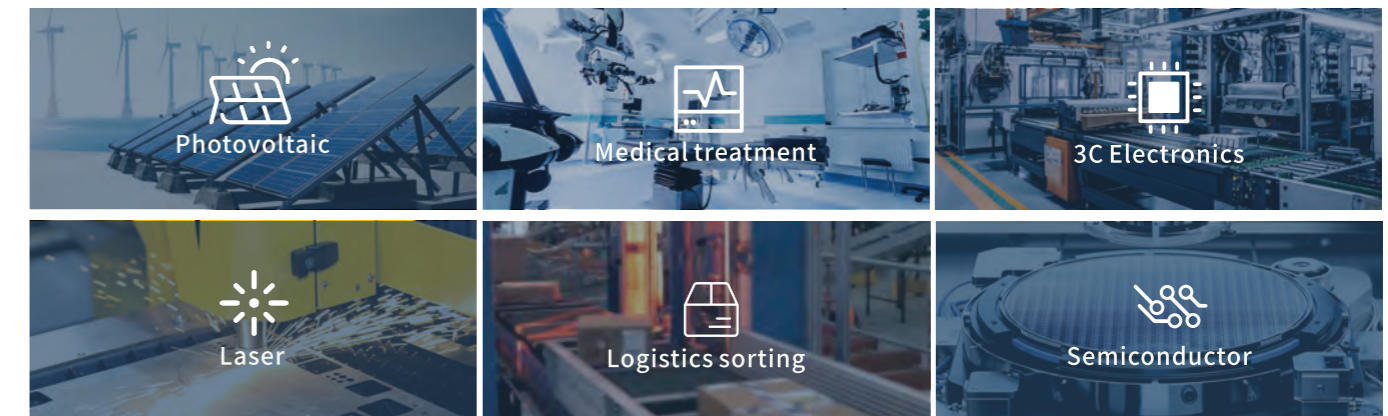 Photovoltaic
Medical treatment
3C Electronics
Laser
Logistics sorting
Semiconductor